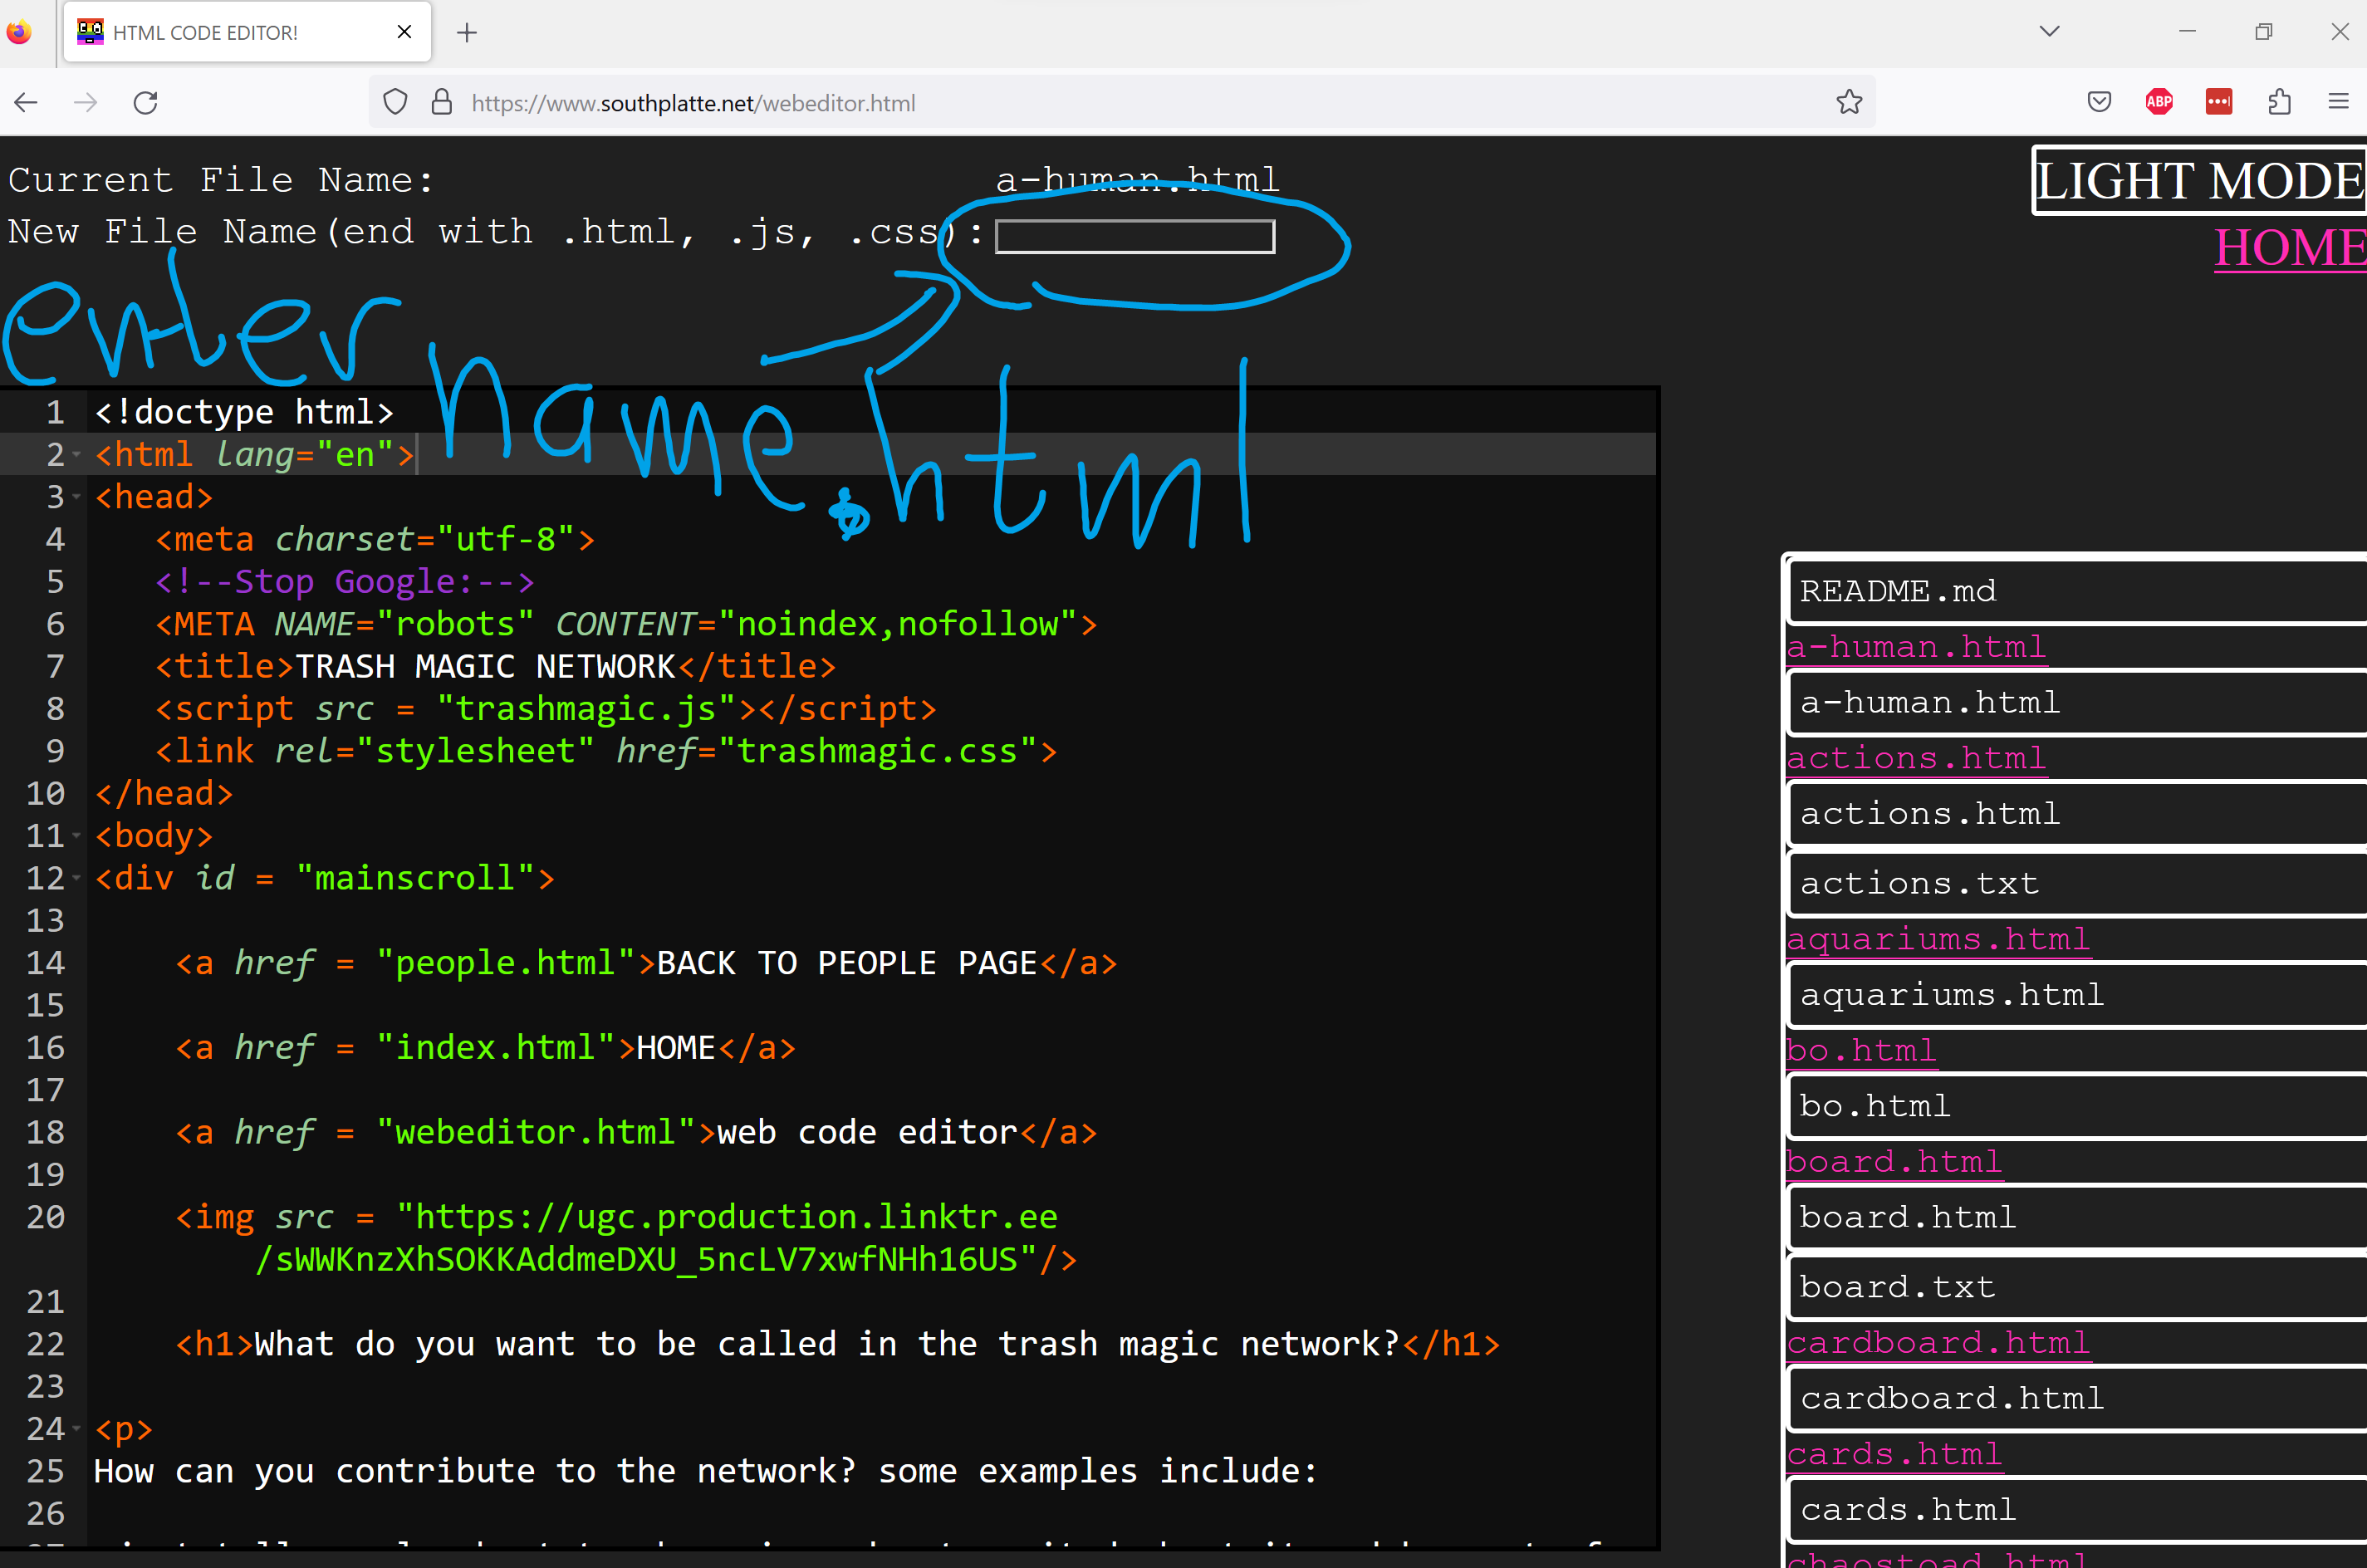 HTML CODE EDITOR!
https://www.southplatte.net/webeditor.html
ABP
Current File Name: a-human.html
New File Name(end with .html, .js, .css):
LIGHT MODE
HOME
enter name.html
1 <!doctype html>
2 <html lang="en">
3 <head>
4 <meta charset="utf-8">
5 <!--Stop Google:-->
6 <META NAME="robots" CONTENT="noindex,nofollow">
7 <title>TRASH MAGIC NETWORK</title>
8 <script src = "trashmagic.js"></script>
9 <link rel="stylesheet" href="trashmagic.css">
10 </head>
11 <body>
12 <div id = "mainscroll">
13
14 <a href = "people.html">BACK TO PEOPLE PAGE</a>
15
16 <a href = "index.html">HOME</a>
17
18 <a href = "webeditor.html">web code editor</a>
19
20 <img src = "https://ugc.production.linktr.ee
/sWWKnzXhSOKKAddmeDXU_5ncLV7xwfNHh16US"/>
21
22 <h1>What do you want to be called in the trash magic network?</h1>
23
24 <p>
25 How can you contribute to the network? some examples include:
26
README.md
a-human.html
a-human.html
actions.html
actions.html
actions.txt
aquariums.html
aquariums.html
bo.html
bo.html
board.html
board.html
board.txt
cardboard.html
cardboard.html
cards.html
cards.html
chaostoad.html